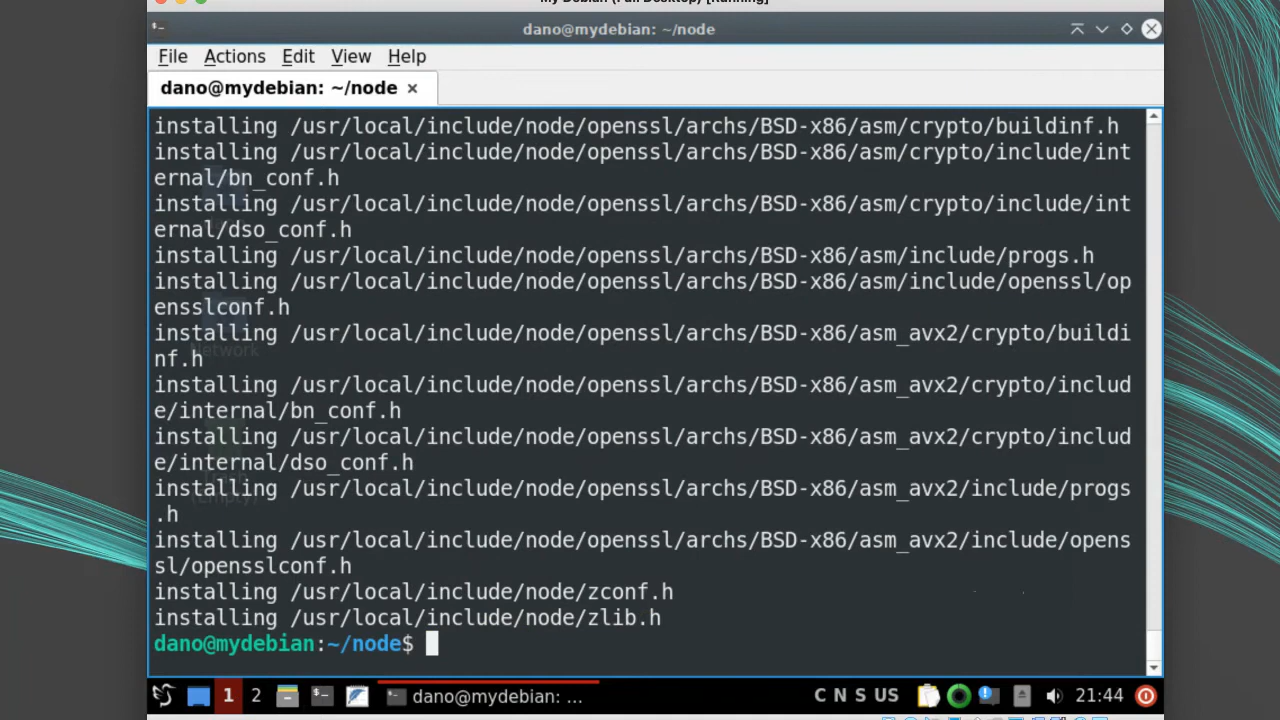 dano@mydebian: ~/node
File Actions Edit View Help
dano@mydebian: ~/node ×
installing /usr/local/include/node/openssl/archs/BSD-x86/asm/crypto/buildinf.h
installing /usr/local/include/node/openssl/archs/BSD-x86/asm/crypto/include/int
ernal/bn_conf.h
installing /usr/local/include/node/openssl/archs/BSD-x86/asm/crypto/include/int
ernal/dso_conf.h
installing /usr/local/include/node/openssl/archs/BSD-x86/asm/include/progs.h
installing /usr/local/include/node/openssl/archs/BSD-x86/asm/include/openssl/op
ensslconf.h
installing /usr/local/include/node/openssl/archs/BSD-x86/asm_avx2/crypto/buildi
nf.h
installing /usr/local/include/node/openssl/archs/BSD-x86/asm_avx2/crypto/includ
e/internal/bn_conf.h
installing /usr/local/include/node/openssl/archs/BSD-x86/asm_avx2/crypto/includ
e/internal/dso_conf.h
installing /usr/local/include/node/openssl/archs/BSD-x86/asm_avx2/include/progs
.h
installing /usr/local/include/node/openssl/archs/BSD-x86/asm_avx2/include/opens
sl/opensslconf.h
installing /usr/local/include/node/zconf.h
installing /usr/local/include/node/zlib.h
dano@mydebian:~/node$
1 2 dano@mydebian: ... C N S US 21:44